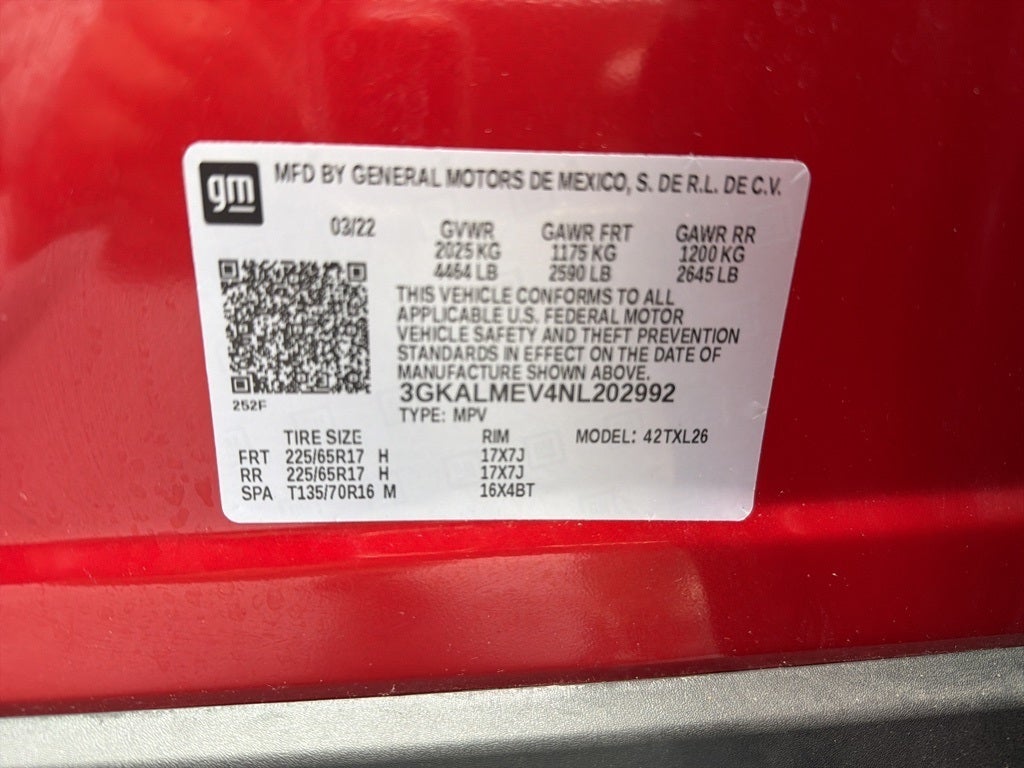 gm
MFD BY GENERAL MOTORS DE MEXICO, S. DE R.L. DE C.V.
03/22 GVWR GAWR FRT GAWR RR
2025 KG 1175 KG 1200 KG
4464 LB 2590 LB 2645 LB
THIS VEHICLE CONFORMS TO ALL
APPLICABLE U.S. FEDERAL MOTOR
VEHICLE SAFETY AND THEFT PREVENTION
STANDARDS IN EFFECT ON THE DATE OF
MANUFACTURE SHOWN ABOVE.
3GKALMEV4NL202992
252F
TYPE: MPV
TIRE SIZE RIM MODEL: 42TXL26
FRT 225/65R17 H 17X7J
RR 225/65R17 H 17X7J
SPA T135/70R16 M 16X4BT